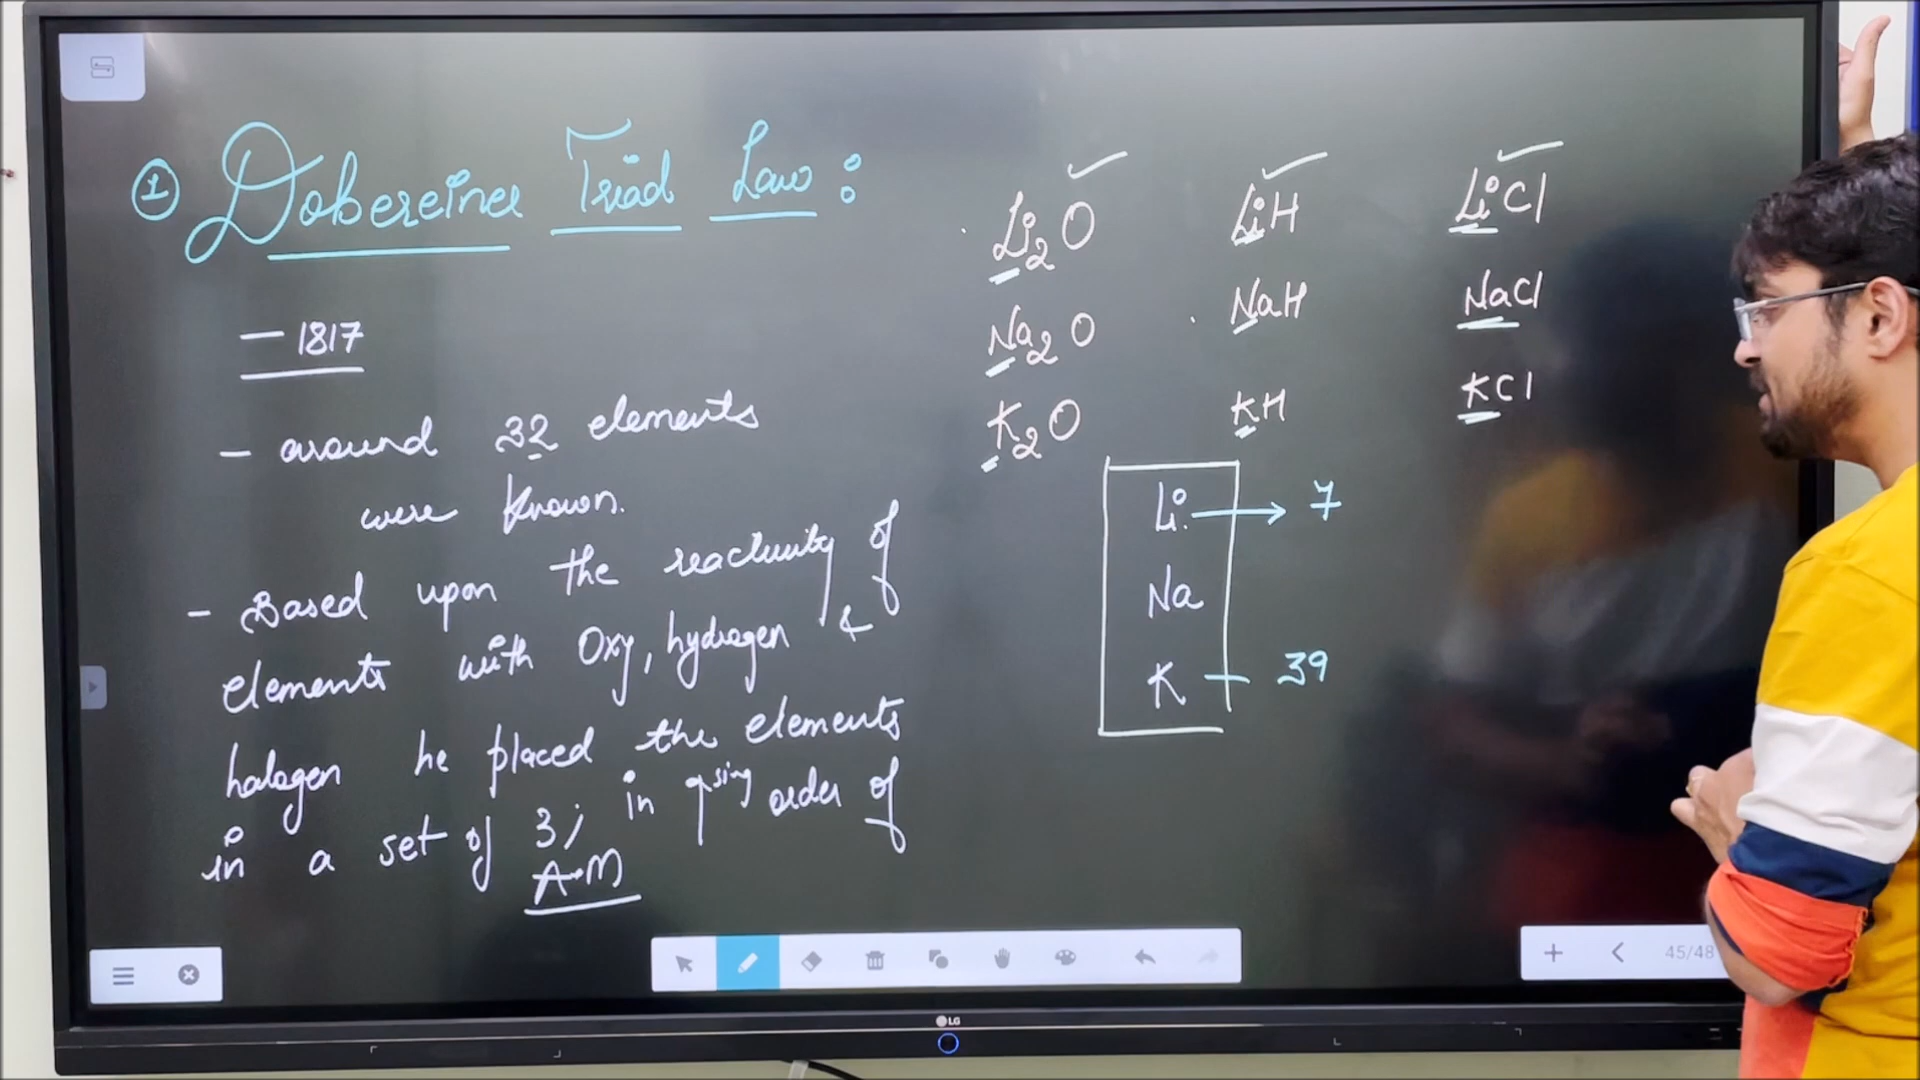 ① Dobereiner Triad Law :
— 1817
- around 32 elements
were known.
- Based upon the reactivity of
elements with Oxy, hydrogen &
halogen he placed the elements
in a set of 3; in ↑sing order of
A.M
Li₂O LiH LiCl
Na₂O NaH NaCl
K₂O KH KCl
Li → 7
Na
K — 39
45/48
LG